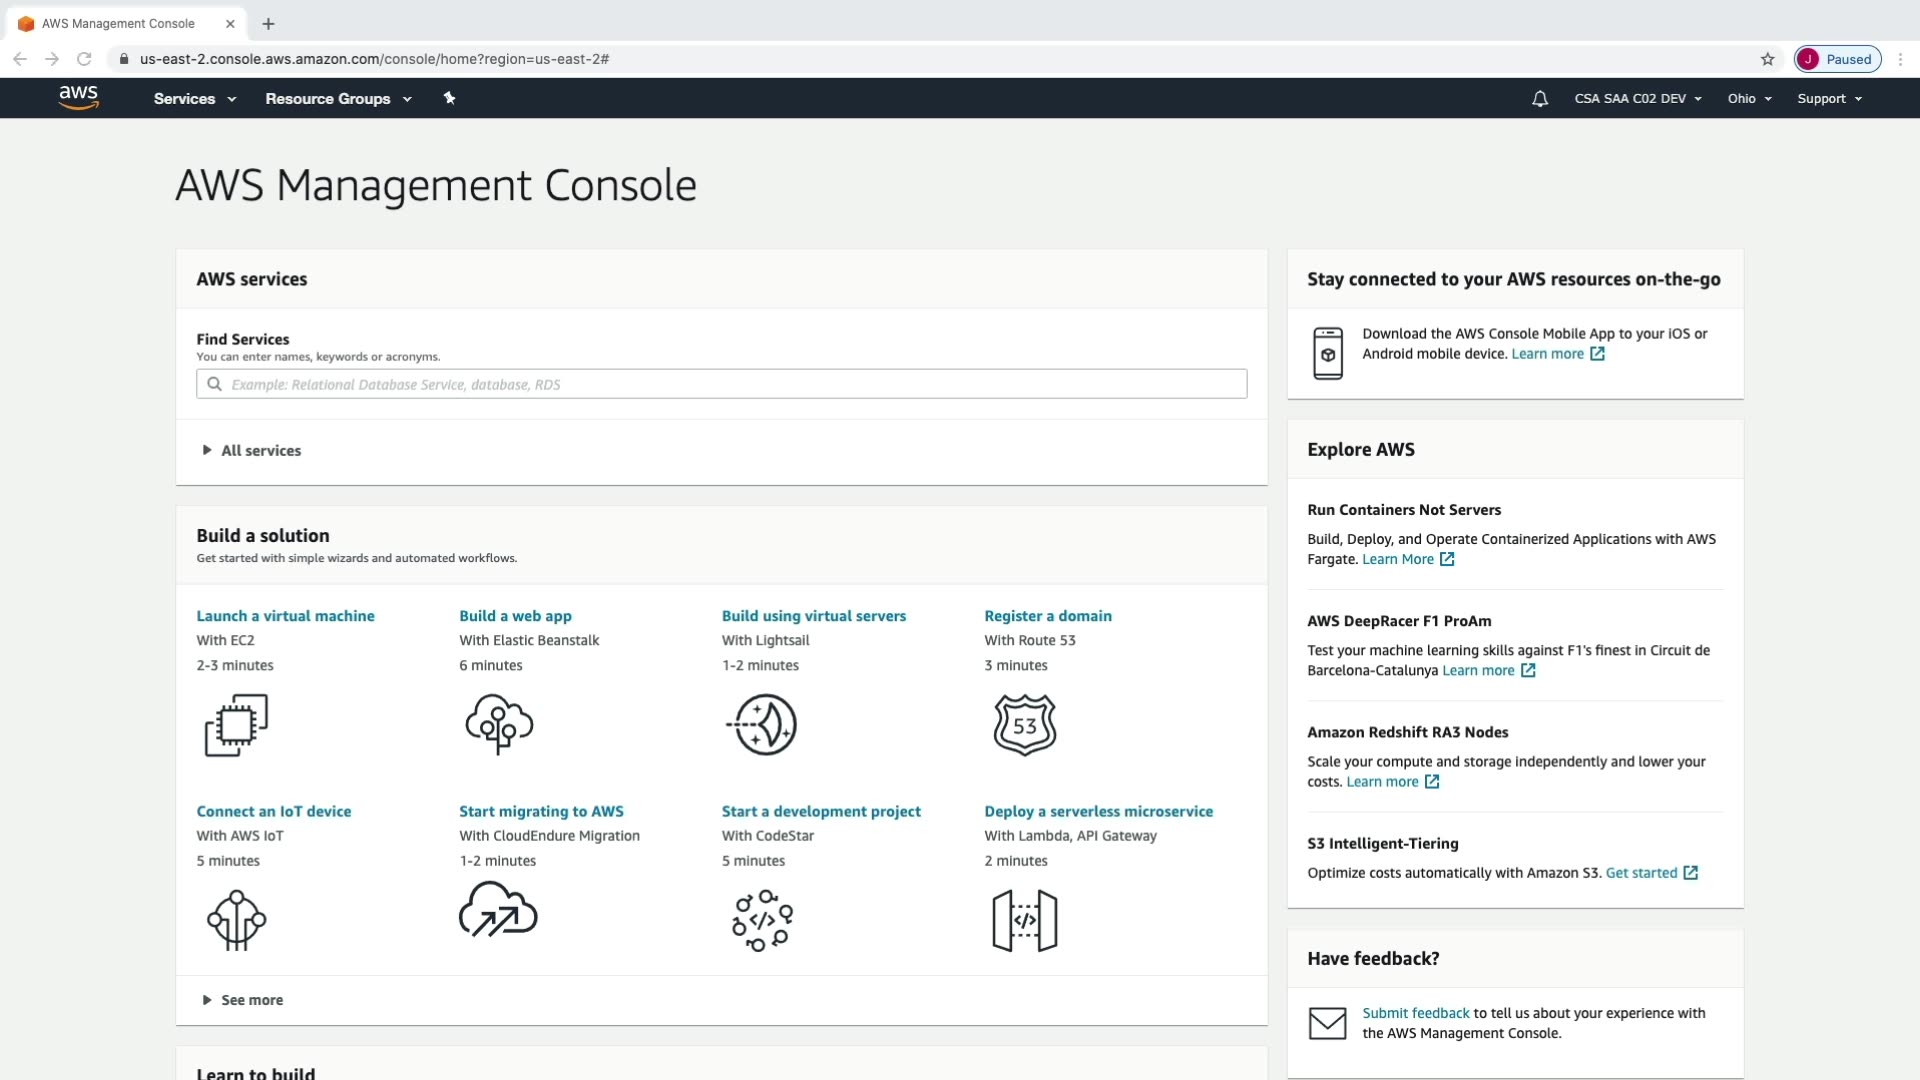 AWS Management Console
us-east-2.console.aws.amazon.com/console/home?region=us-east-2#
J Paused
aws Services Resource Groups CSA SAA C02 DEV Ohio Support
AWS Management Console
AWS services
Find Services
You can enter names, keywords or acronyms.
Example: Relational Database Service, database, RDS
All services
Build a solution
Get started with simple wizards and automated workflows.
Launch a virtual machine
With EC2
2-3 minutes
Build a web app
With Elastic Beanstalk
6 minutes
Build using virtual servers
With Lightsail
1-2 minutes
Register a domain
With Route 53
3 minutes
53
Connect an IoT device
With AWS IoT
5 minutes
Start migrating to AWS
With CloudEndure Migration
1-2 minutes
Start a development project
With CodeStar
5 minutes
</>
Deploy a serverless microservice
With Lambda, API Gateway
2 minutes
</>
See more
Learn to build
Stay connected to your AWS resources on-the-go
Download the AWS Console Mobile App to your iOS or
Android mobile device. Learn more
Explore AWS
Run Containers Not Servers
Build, Deploy, and Operate Containerized Applications with AWS
Fargate. Learn More
AWS DeepRacer F1 ProAm
Test your machine learning skills against F1's finest in Circuit de
Barcelona-Catalunya Learn more
Amazon Redshift RA3 Nodes
Scale your compute and storage independently and lower your
costs. Learn more
S3 Intelligent-Tiering
Optimize costs automatically with Amazon S3. Get started
Have feedback?
Submit feedback to tell us about your experience with
the AWS Management Console.